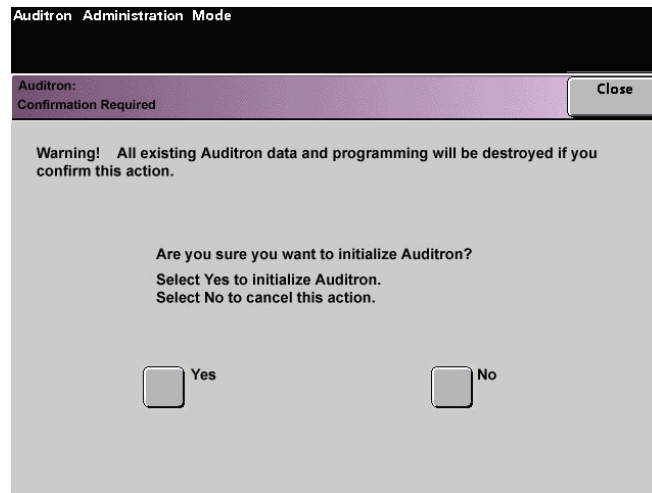 Auditron Administration Mode
Auditron:
Confirmation Required
Close
Warning! All existing Auditron data and programming will be destroyed if you
confirm this action.
Are you sure you want to initialize Auditron?
Select Yes to initialize Auditron.
Select No to cancel this action.
Yes
No